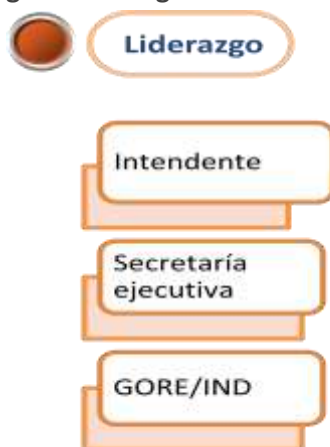 Liderazgo
Intendente
Secretaría
ejecutiva
GORE/IND